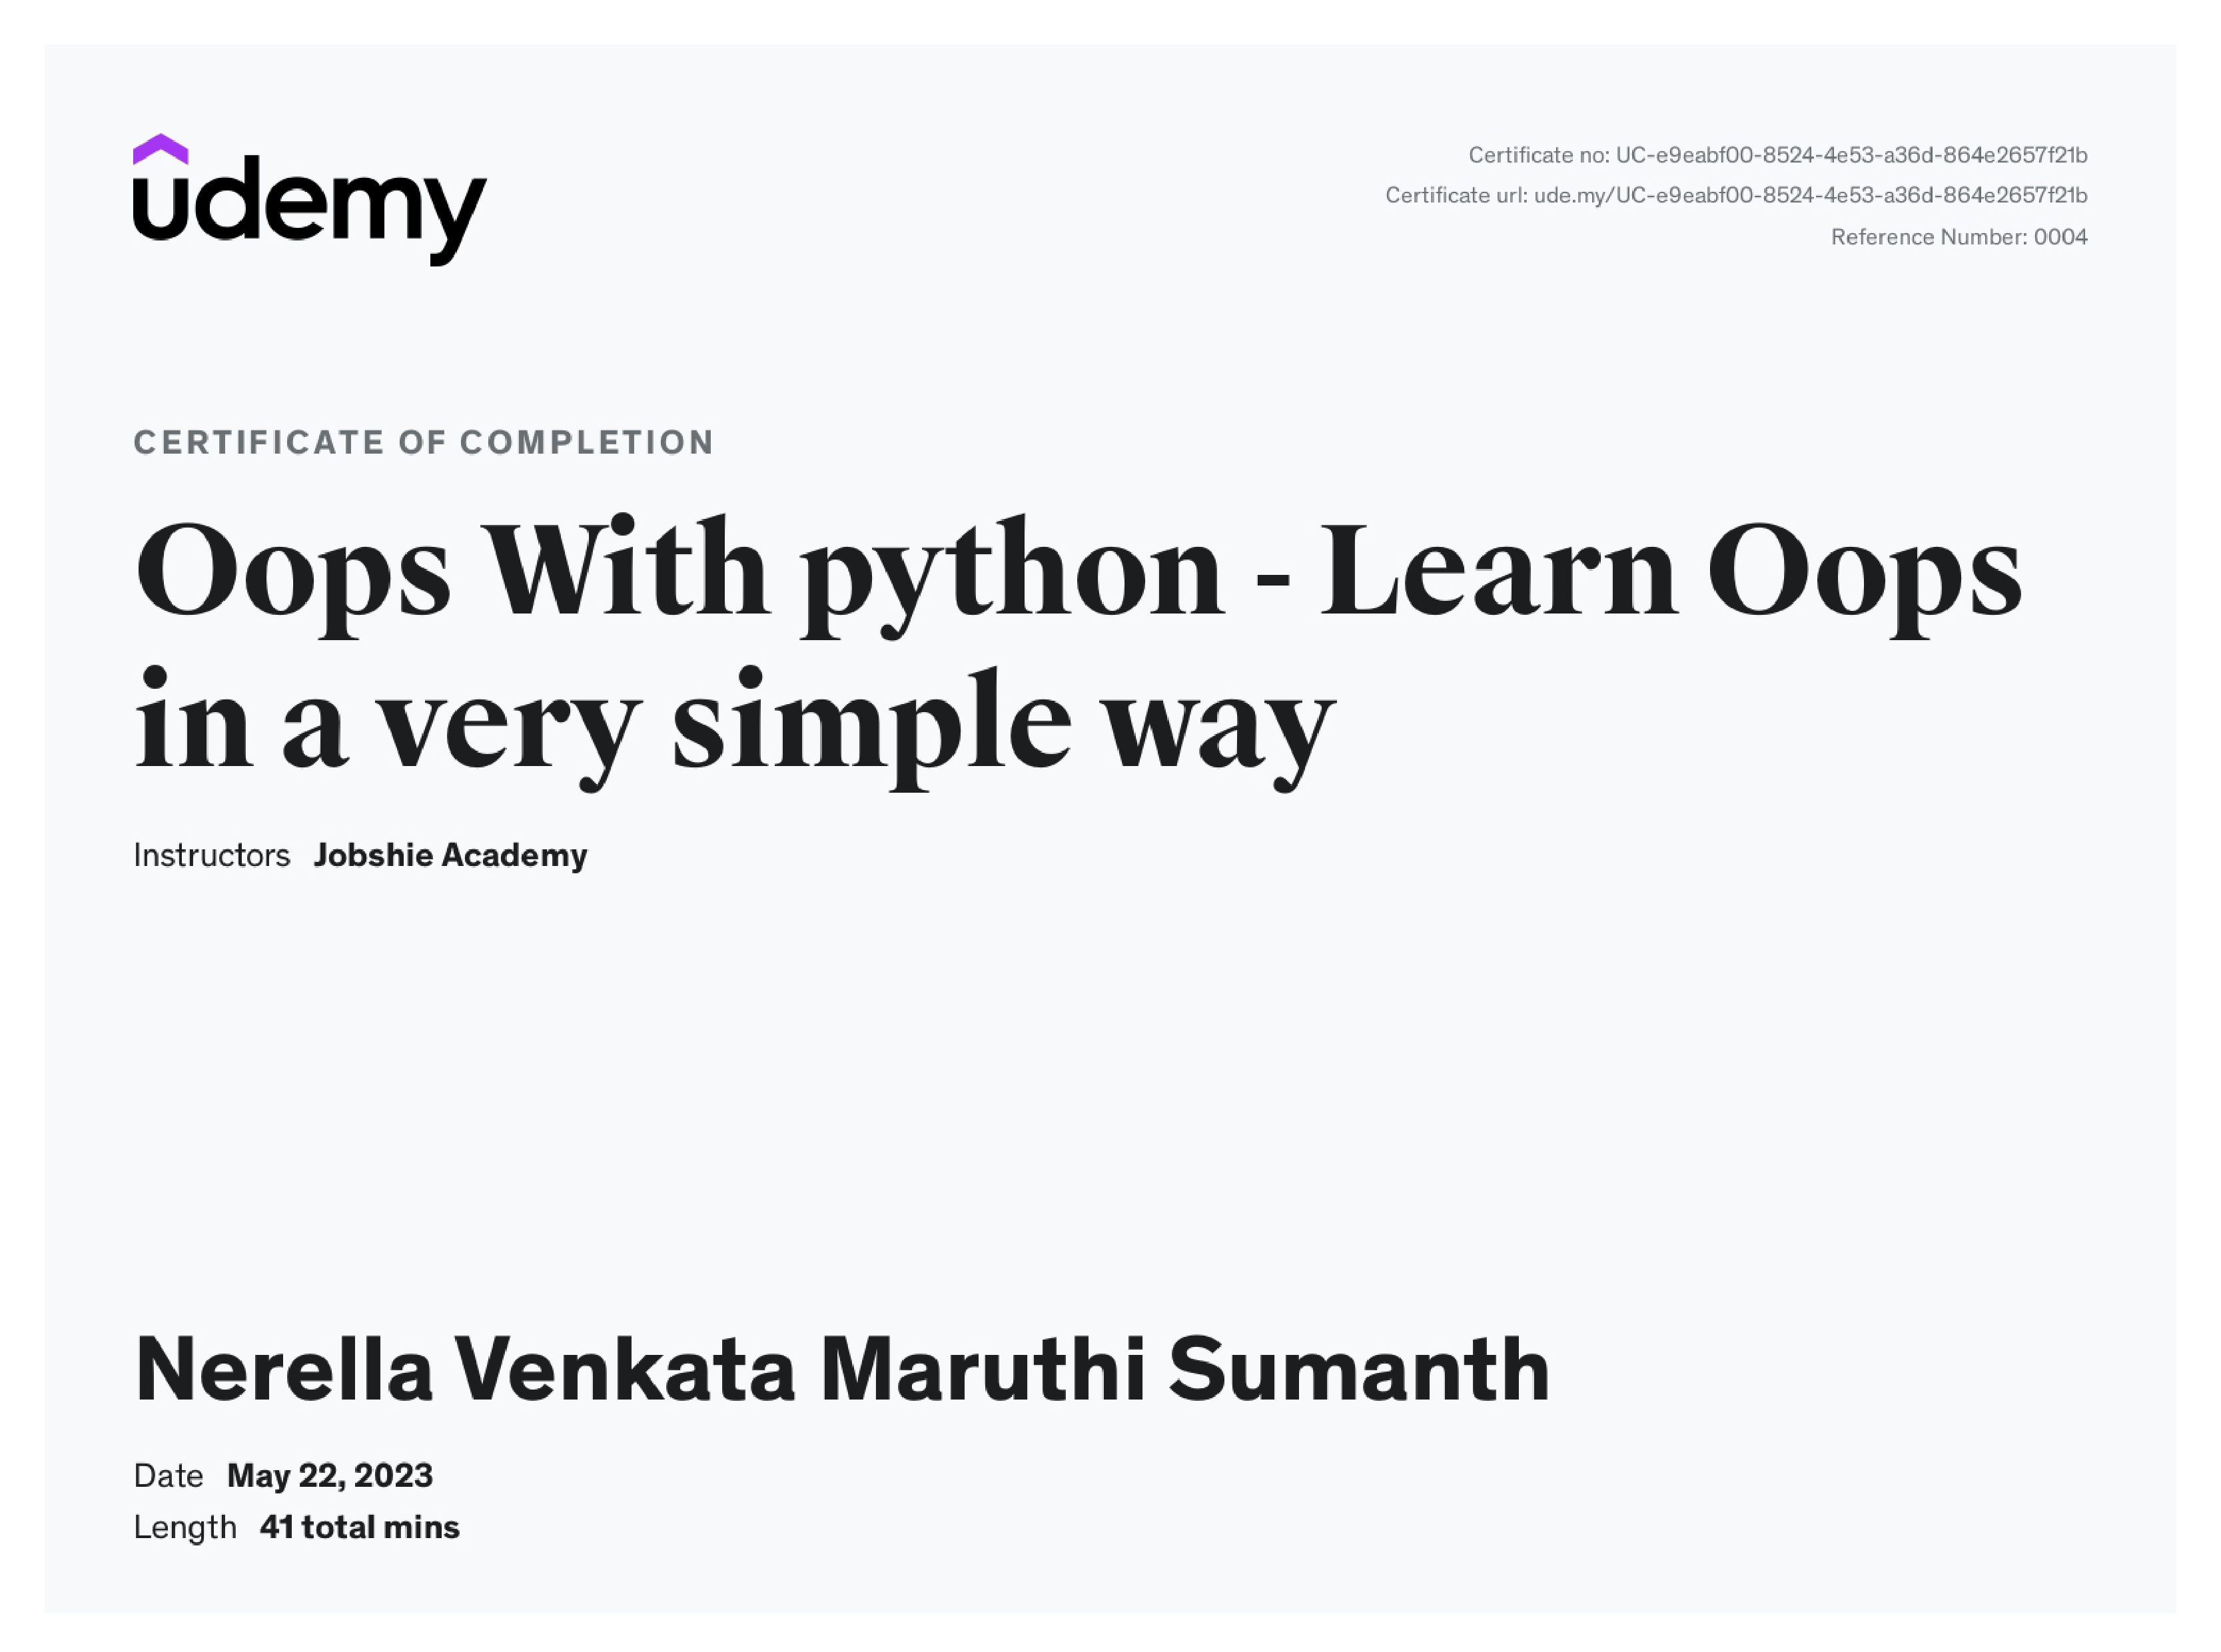 udemy
Certificate no: UC-e9eabf00-8524-4e53-a36d-864e2657f21b
Certificate url: ude.my/UC-e9eabf00-8524-4e53-a36d-864e2657f21b
Reference Number: 0004
CERTIFICATE OF COMPLETION
Oops With python - Learn Oops
in a very simple way
Instructors Jobshie Academy
Nerella Venkata Maruthi Sumanth
Date May 22, 2023
Length 41 total mins